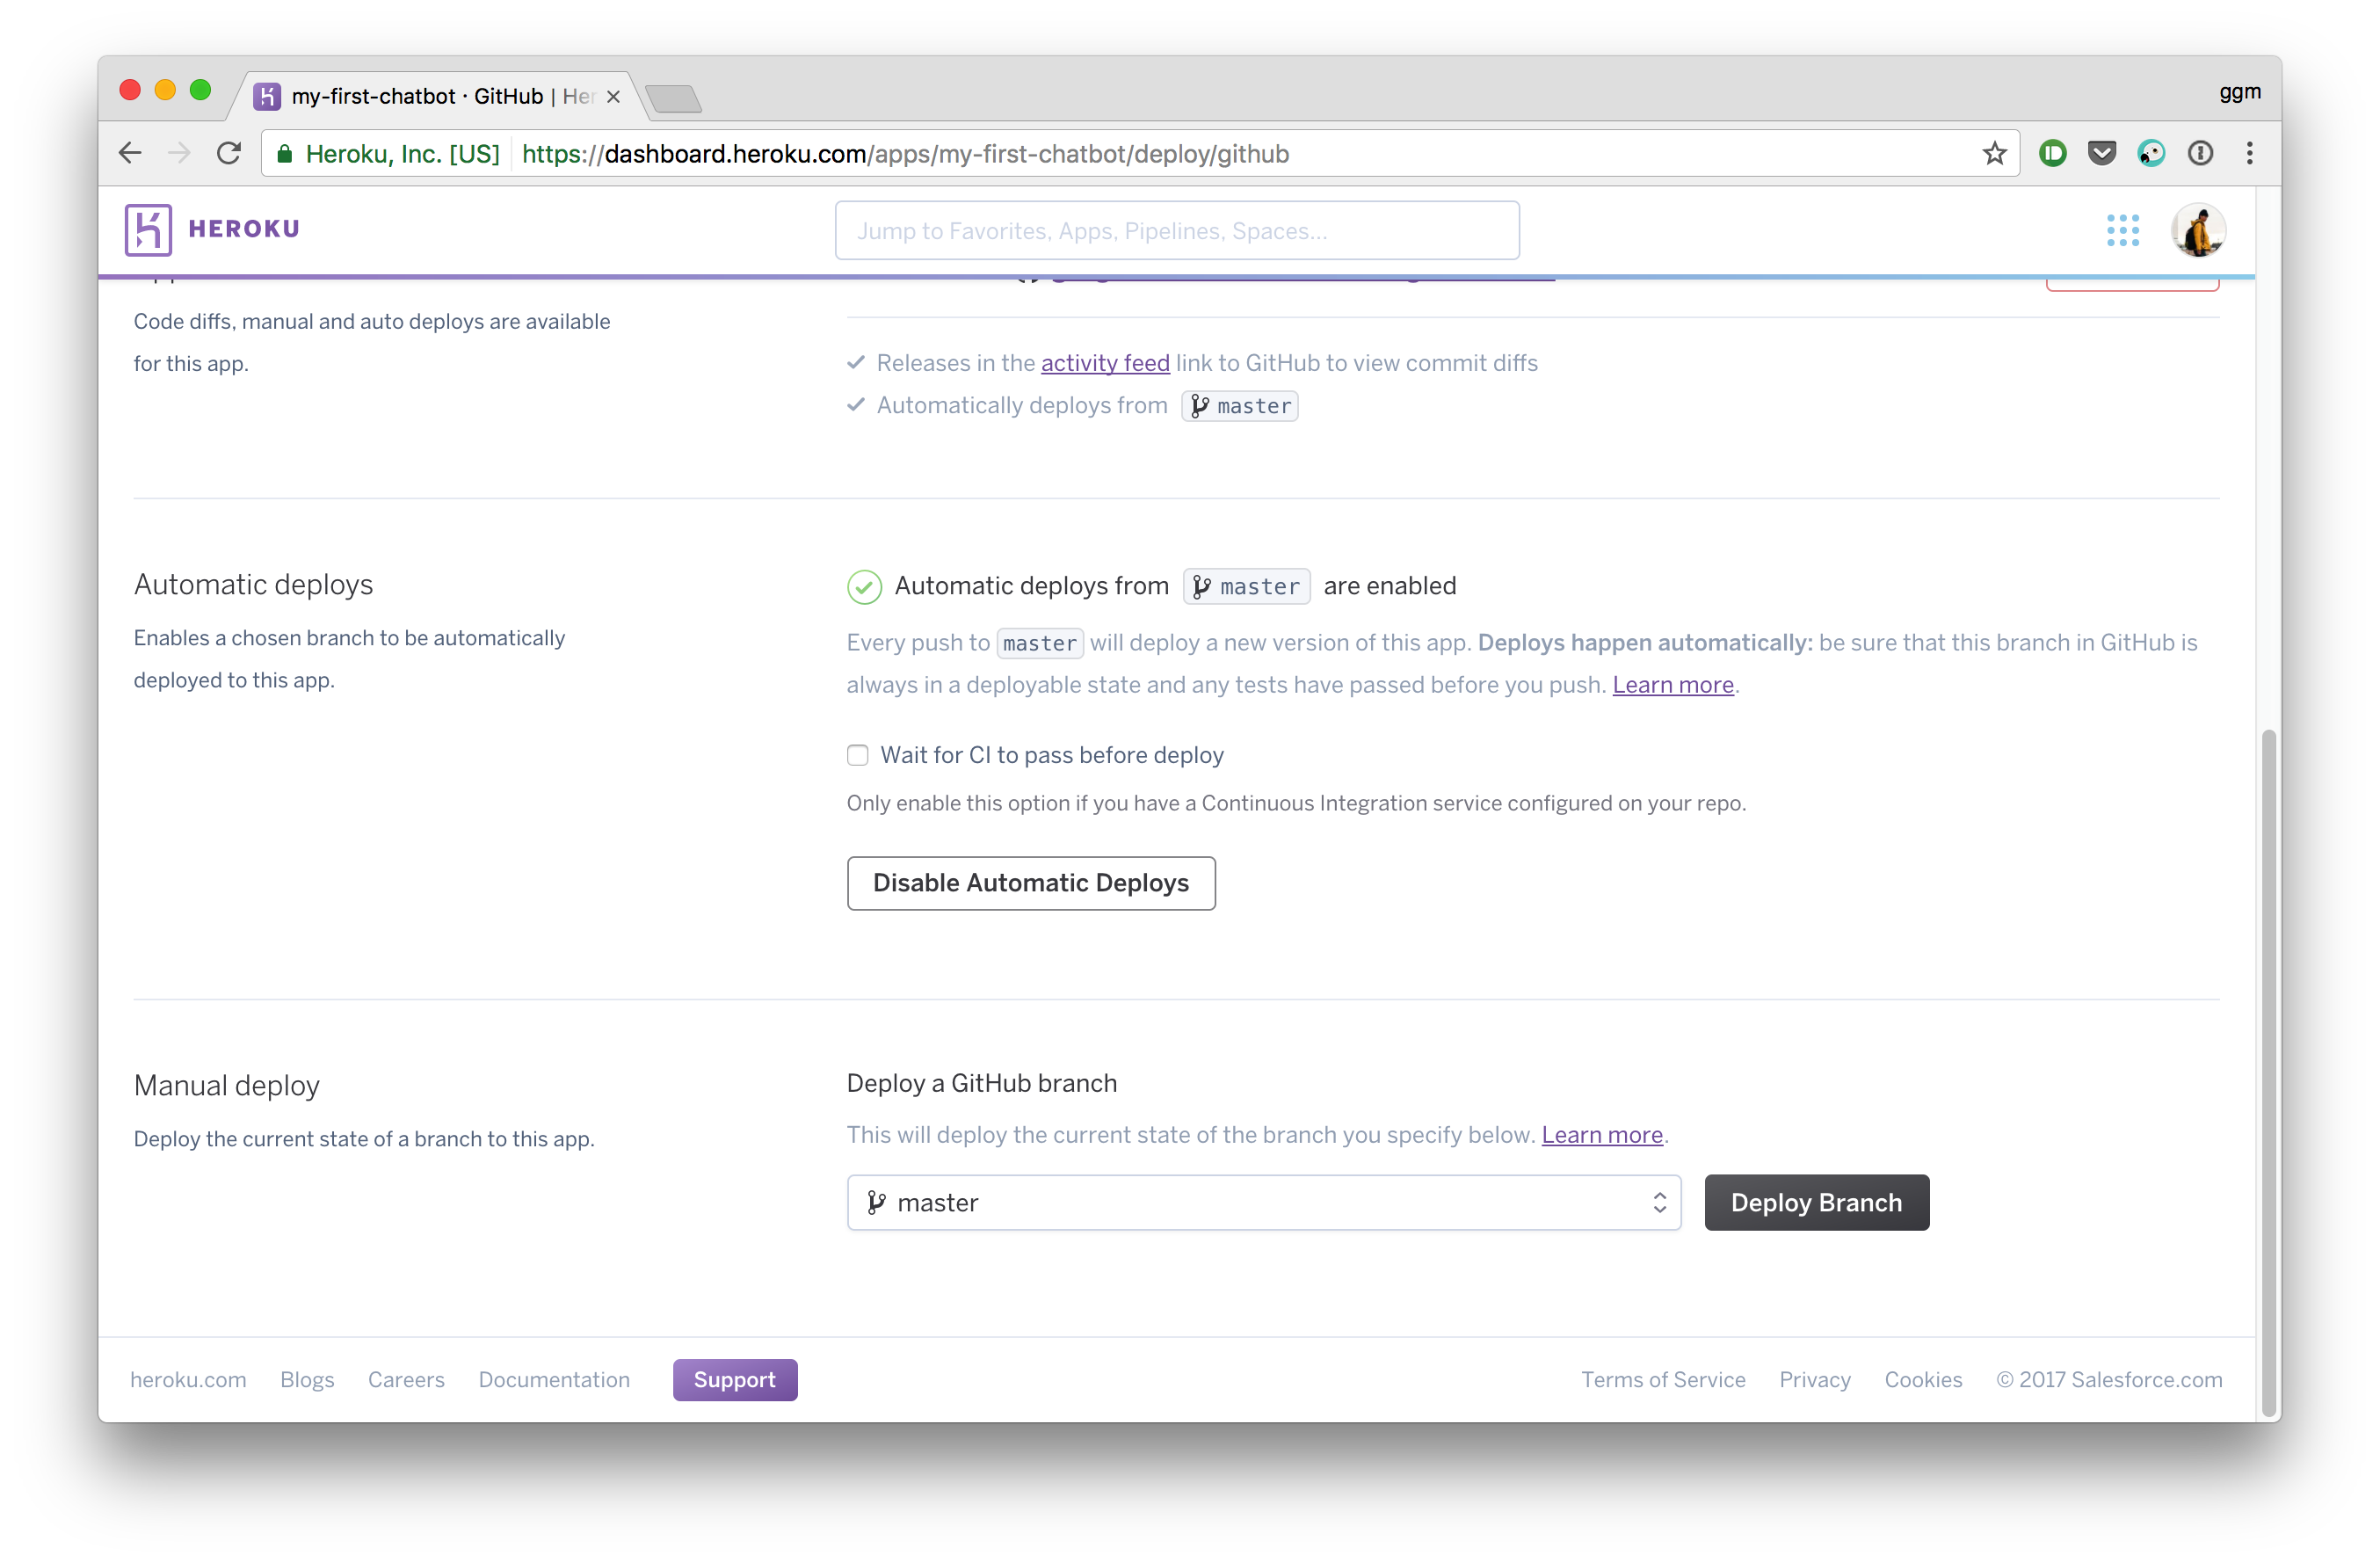 my-first-chatbot · GitHub | Her
ggm
Heroku, Inc. [US] https://dashboard.heroku.com/apps/my-first-chatbot/deploy/github
HEROKU
Jump to Favorites, Apps, Pipelines, Spaces...
Code diffs, manual and auto deploys are available
for this app.
Releases in the activity feed link to GitHub to view commit diffs
Automatically deploys from master
Automatic deploys
Enables a chosen branch to be automatically
deployed to this app.
Automatic deploys from master are enabled
Every push to master will deploy a new version of this app. Deploys happen automatically: be sure that this branch in GitHub is
always in a deployable state and any tests have passed before you push. Learn more.
Wait for CI to pass before deploy
Only enable this option if you have a Continuous Integration service configured on your repo.
Disable Automatic Deploys
Manual deploy
Deploy the current state of a branch to this app.
Deploy a GitHub branch
This will deploy the current state of the branch you specify below. Learn more.
master
Deploy Branch
heroku.com Blogs Careers Documentation Support Terms of Service Privacy Cookies © 2017 Salesforce.com